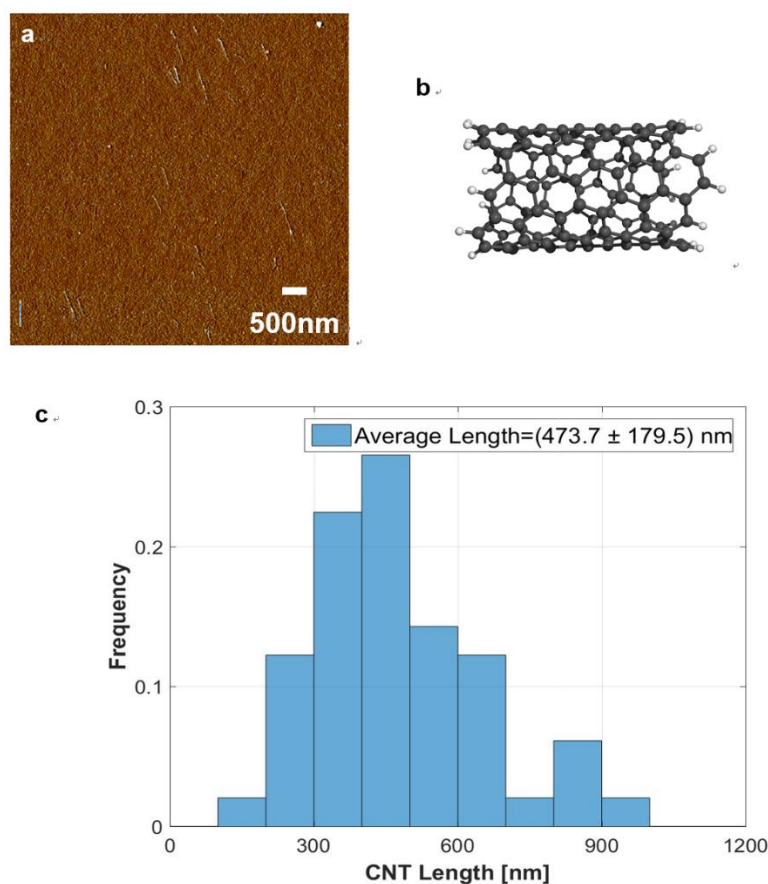 a
500nm
b
c
Average Length=(473.7 ± 179.5) nm
0.3
0.2
0.1
0
Frequency
0
300
600
900
1200
CNT Length [nm]